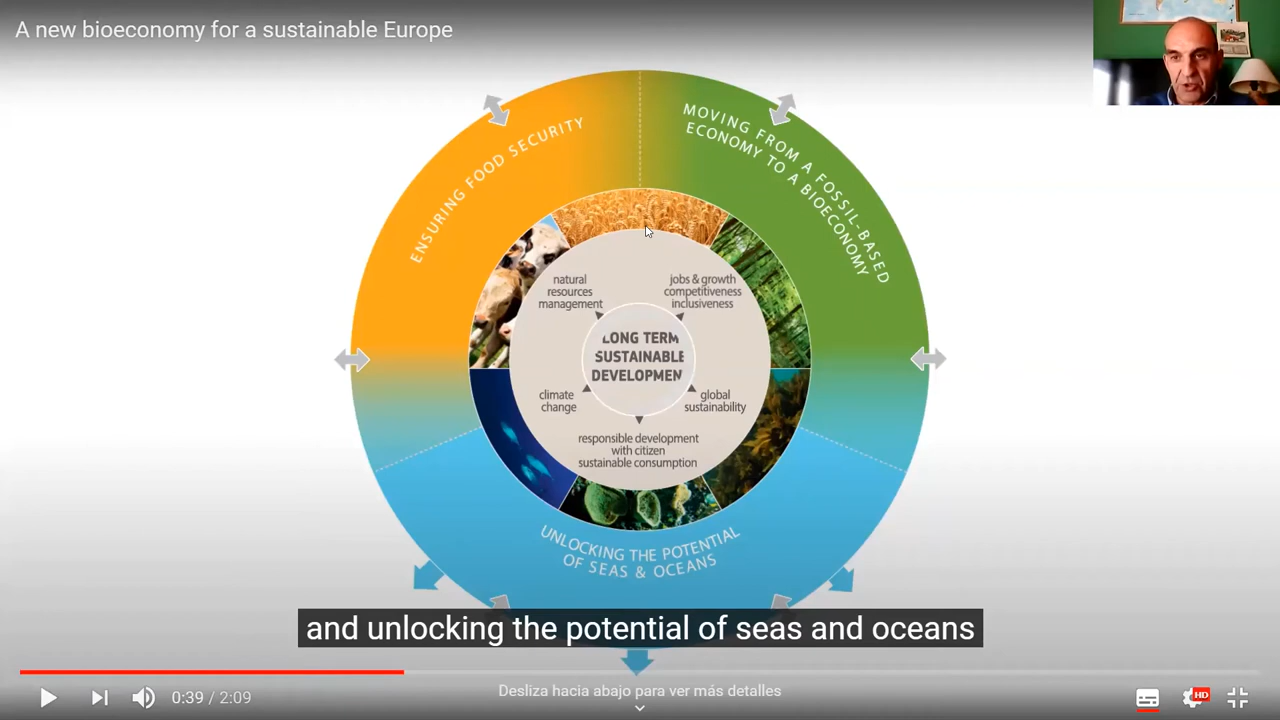 A new bioeconomy for a sustainable Europe
ENSURING FOOD SECURITY
MOVING FROM A FOSSIL-BASED
ECONOMY TO A BIOECONOMY
natural
resources
management
jobs & growth
competitiveness
inclusiveness
LONG TERM
SUSTAINABLE
DEVELOPMEN
climate
change
global
sustainability
responsible development
with citizen
sustainable consumption
UNLOCKING THE POTENTIAL
OF SEAS & OCEANS
and unlocking the potential of seas and oceans
0:39 / 2:09
Desliza hacia abajo para ver más detalles
HD